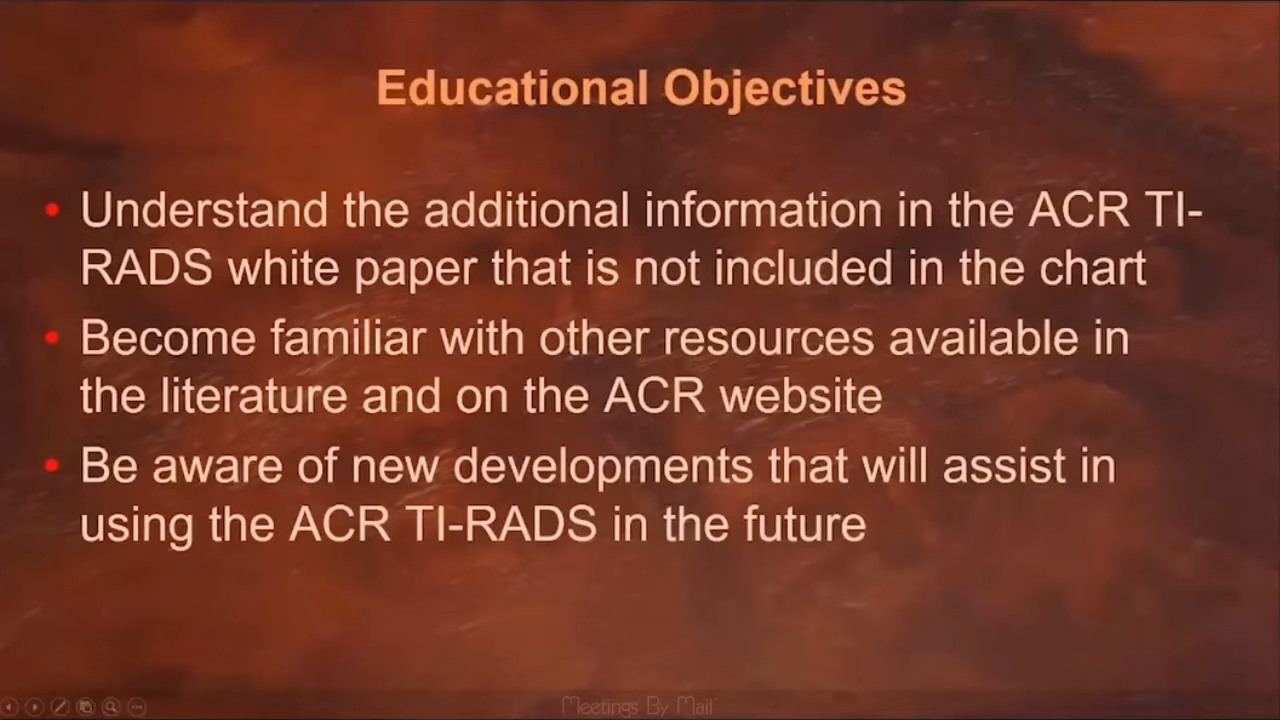 Educational Objectives
• Understand the additional information in the ACR TI-
RADS white paper that is not included in the chart
• Become familiar with other resources available in
the literature and on the ACR website
• Be aware of new developments that will assist in
using the ACR TI-RADS in the future
Meetings By Mail